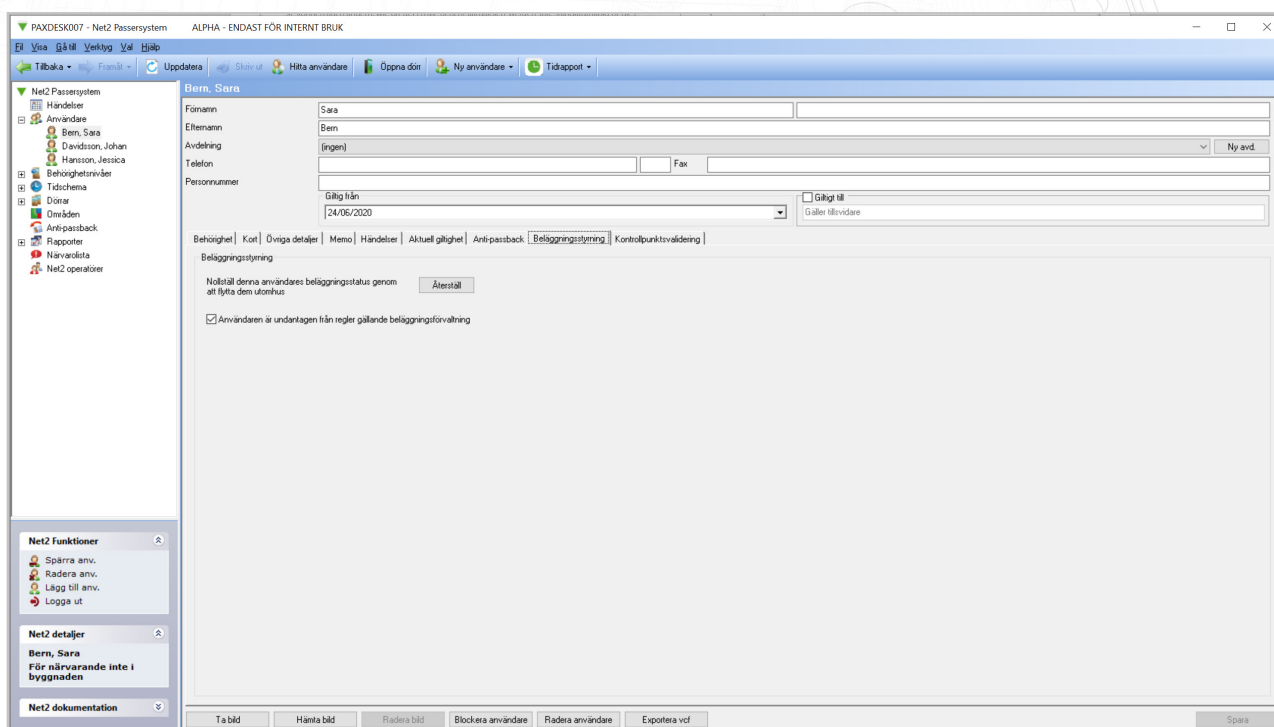 PAXDESK007 - Net2 Passersystem ALPHA - ENDAST FÖR INTERNT BRUK
Fil Visa Gå till Verktyg Val Hjälp
Tillbaka Framåt Uppdatera Skriv ut Hitta användare Öppna dörr Ny användare Tidrapport
Net2 Passersystem
Händelser
Användare
Bern, Sara
Davidsson, Johan
Hansson, Jessica
Behörighetsnivåer
Tidschema
Dörrar
Områden
Anti-passback
Rapporter
Närvarolista
Net2 operatörer
Net2 Funktioner
Spärra anv.
Radera anv.
Lägg till anv.
Logga ut
Net2 detaljer
Bern, Sara
För närvarande inte i
byggnaden
Net2 dokumentation
Bern, Sara
Förnamn Sara
Efternamn Bern
Avdelning (ingen) Ny avd.
Telefon Fax
Personnummer
Giltig från Giltigt till
24/06/2020 Gäller tillsvidare
Behörighet Kort Övriga detaljer Memo Händelser Aktuell giltighet Anti-passback Beläggningsstyrning Kontrollpunktsvalidering
Beläggningsstyrning
Nollställ denna användares beläggningsstatus genom
att flytta dem utomhus Återställ
Användaren är undantagen från regler gällande beläggningsförvaltning
Ta bild Hämta bild Radera bild Blockera användare Radera användare Exportera vcf Spara